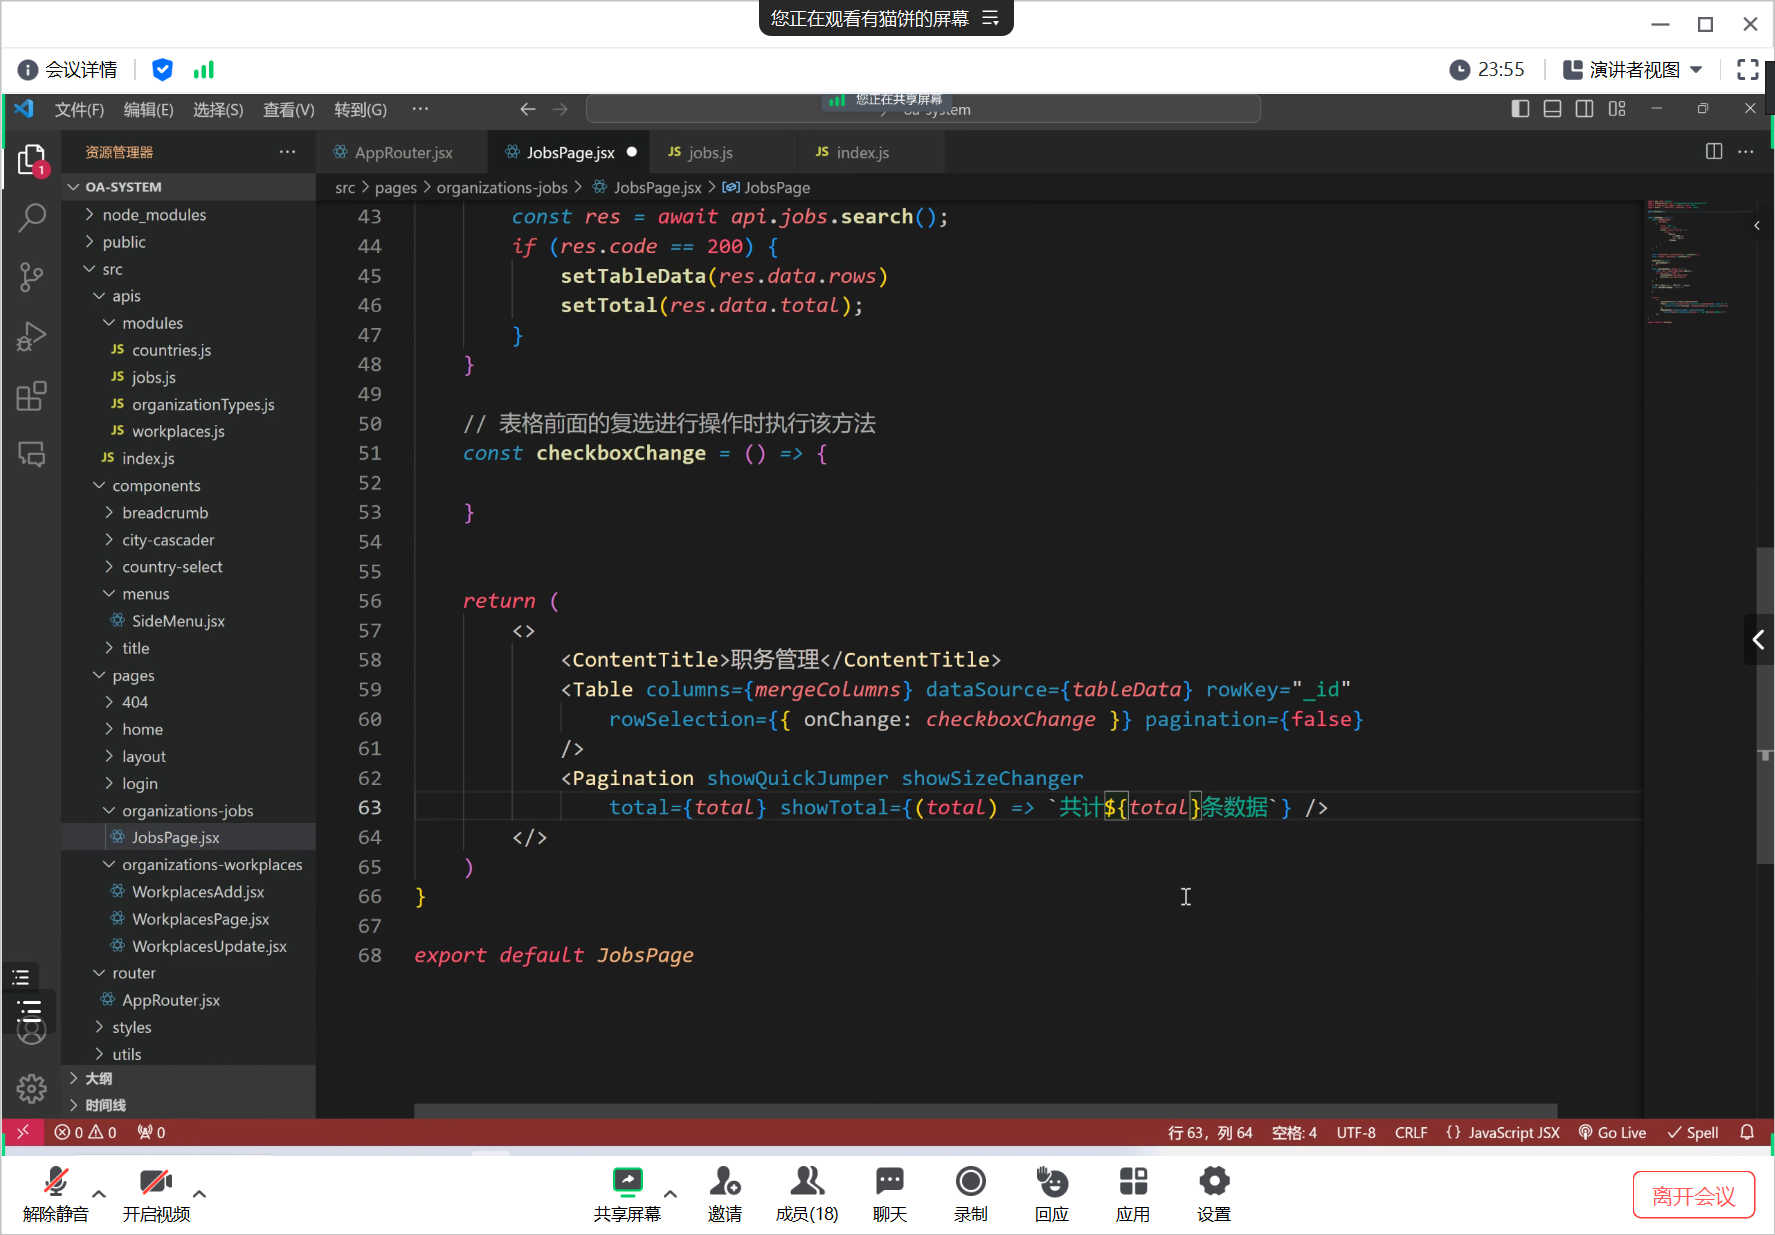 您正在观看有猫饼的屏幕
会议详情
23:55
演讲者视图
文件(F) 编辑(E) 选择(S) 查看(V) 转到(G) ···
您正在共享屏幕
oa-system
资源管理器 ···
AppRouter.jsx JobsPage.jsx JS jobs.js JS index.js ···
1
OA-SYSTEM
src > pages > organizations-jobs > JobsPage.jsx > JobsPage
node_modules
public
src
apis
modules
JS countries.js
JS jobs.js
JS organizationTypes.js
JS workplaces.js
JS index.js
components
breadcrumb
city-cascader
country-select
menus
SideMenu.jsx
title
pages
404
home
layout
login
organizations-jobs
JobsPage.jsx
organizations-workplaces
WorkplacesAdd.jsx
WorkplacesPage.jsx
WorkplacesUpdate.jsx
router
AppRouter.jsx
styles
utils
大纲
时间线
43 const res = await api.jobs.search();
44 if (res.code == 200) {
45 setTableData(res.data.rows)
46 setTotal(res.data.total);
47 }
48 }
49
50 // 表格前面的复选进行操作时执行该方法
51 const checkboxChange = () => {
52
53 }
54
55
56 return (
57 <>
58 <ContentTitle>职务管理</ContentTitle>
59 <Table columns={mergeColumns} dataSource={tableData} rowKey="_id"
60 rowSelection={{ onChange: checkboxChange }} pagination={false}
61 />
62 <Pagination showQuickJumper showSizeChanger
63 total={total} showTotal={(total) => `共计${total}条数据`} />
64 </>
65 )
66 }
67
68 export default JobsPage
0 0 0
行 63，列 64 空格: 4 UTF-8 CRLF {} JavaScript JSX Go Live Spell
解除静音 开启视频 共享屏幕 邀请 成员(18) 聊天 录制 回应 应用 设置 离开会议